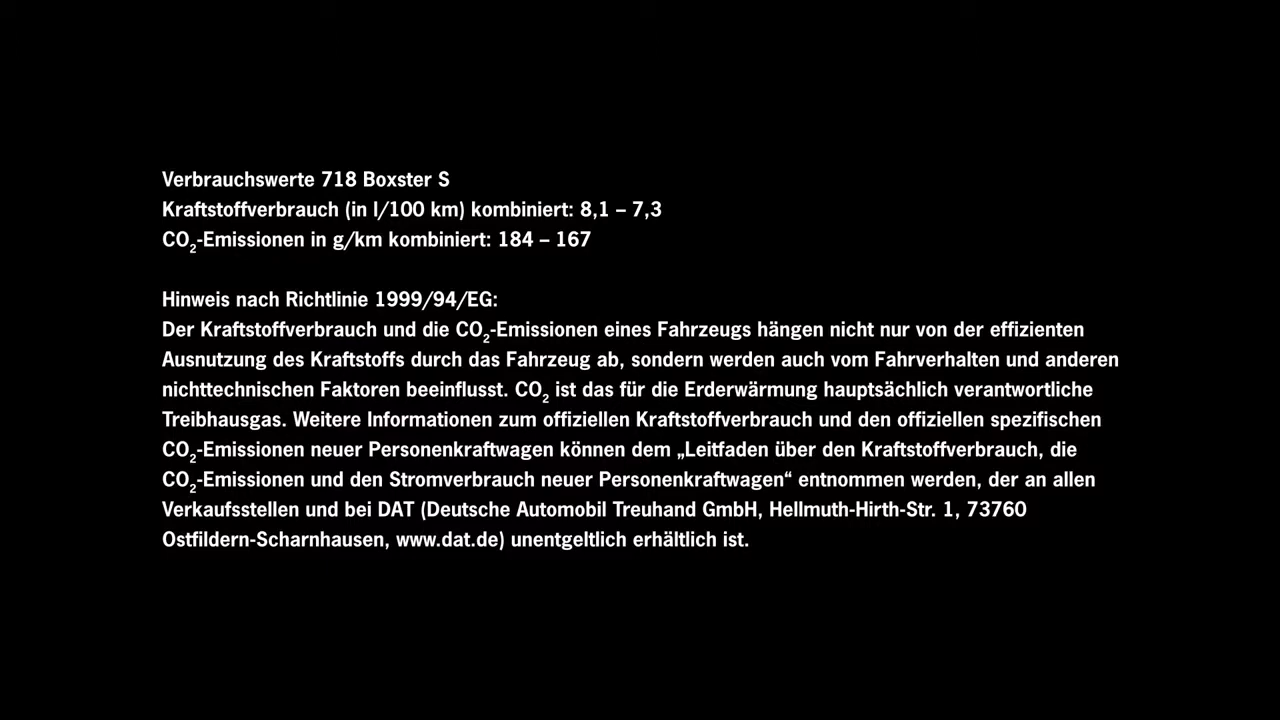 Verbrauchswerte 718 Boxster S
Kraftstoffverbrauch (in l/100 km) kombiniert: 8,1 – 7,3
CO₂-Emissionen in g/km kombiniert: 184 – 167
Hinweis nach Richtlinie 1999/94/EG:
Der Kraftstoffverbrauch und die CO₂-Emissionen eines Fahrzeugs hängen nicht nur von der effizienten
Ausnutzung des Kraftstoffs durch das Fahrzeug ab, sondern werden auch vom Fahrverhalten und anderen
nichttechnischen Faktoren beeinflusst. CO₂ ist das für die Erderwärmung hauptsächlich verantwortliche
Treibhausgas. Weitere Informationen zum offiziellen Kraftstoffverbrauch und den offiziellen spezifischen
CO₂-Emissionen neuer Personenkraftwagen können dem „Leitfaden über den Kraftstoffverbrauch, die
CO₂-Emissionen und den Stromverbrauch neuer Personenkraftwagen“ entnommen werden, der an allen
Verkaufsstellen und bei DAT (Deutsche Automobil Treuhand GmbH, Hellmuth-Hirth-Str. 1, 73760
Ostfildern-Scharnhausen, www.dat.de) unentgeltlich erhältlich ist.